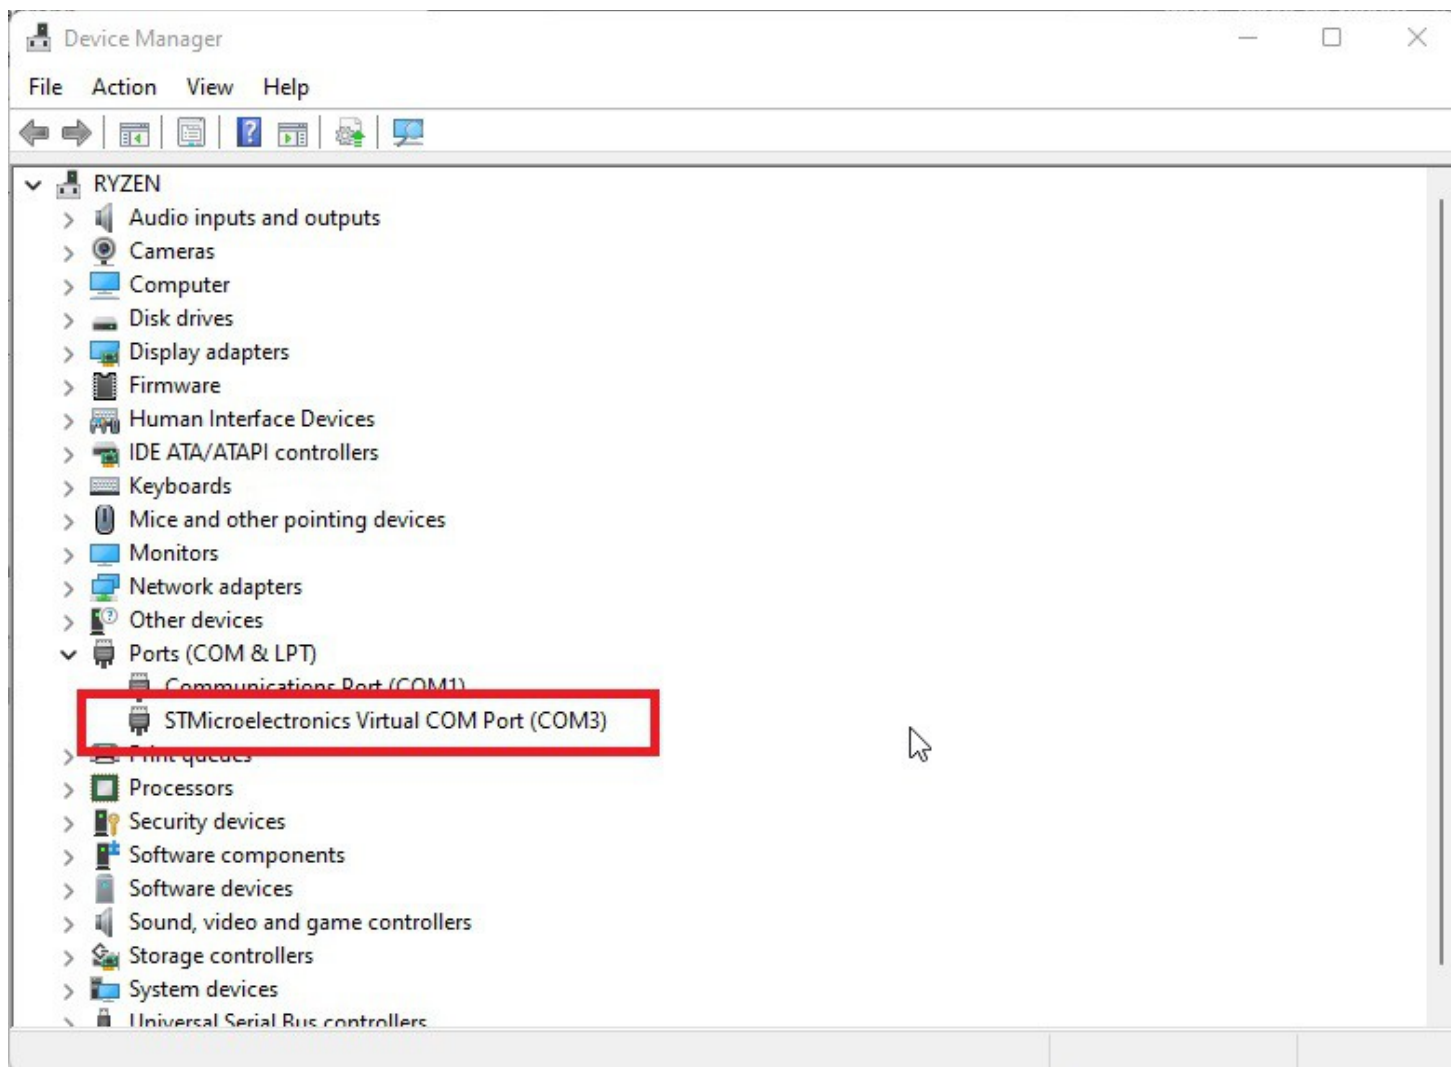 Device Manager
File Action View Help
RYZEN
Audio inputs and outputs
Cameras
Computer
Disk drives
Display adapters
Firmware
Human Interface Devices
IDE ATA/ATAPI controllers
Keyboards
Mice and other pointing devices
Monitors
Network adapters
Other devices
Ports (COM & LPT)
Communications Port (COM1)
STMicroelectronics Virtual COM Port (COM3)
Print queues
Processors
Security devices
Software components
Software devices
Sound, video and game controllers
Storage controllers
System devices
Universal Serial Bus controllers